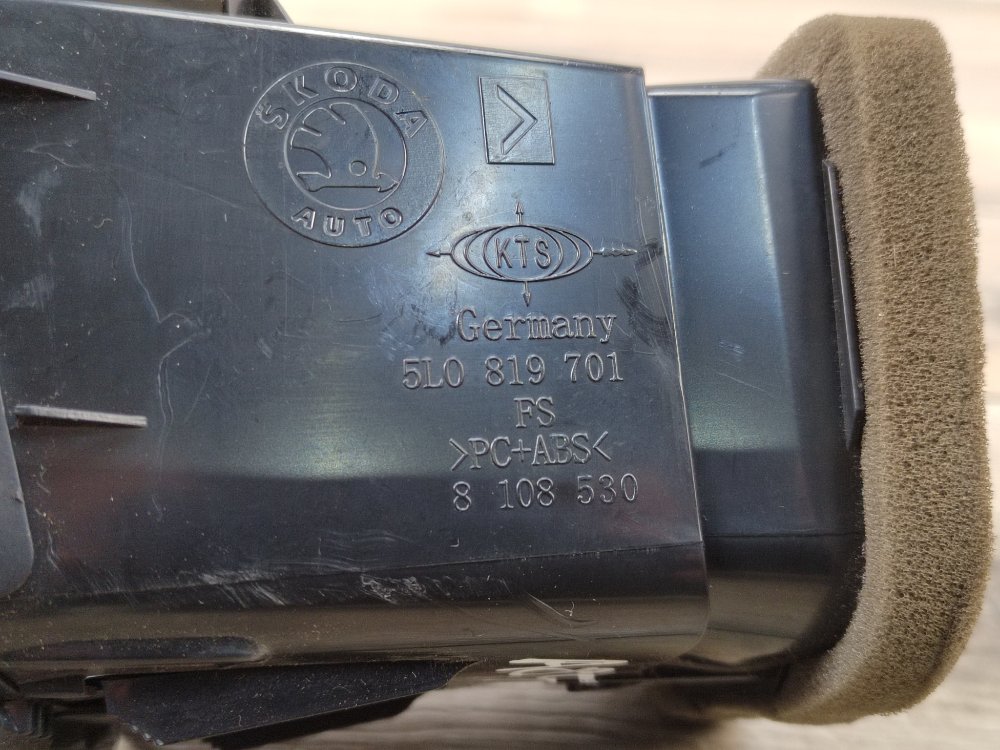 ŠKODA
AUTO
KTS
Germany
5L0 819 701
FS
>PC+ABS<
8 108 530